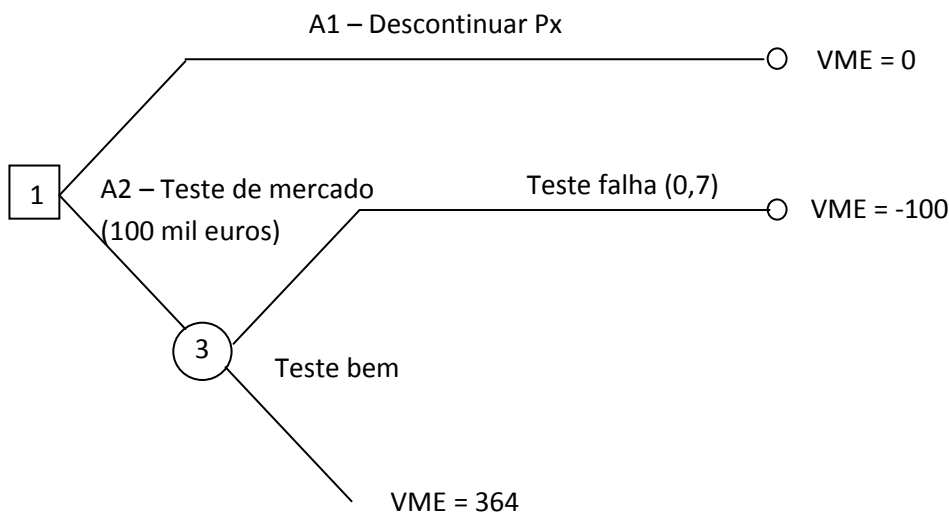 A1 – Descontinuar Px
VME = 0
1
A2 – Teste de mercado
(100 mil euros)
Teste falha (0,7)
VME = -100
3
Teste bem
VME = 364